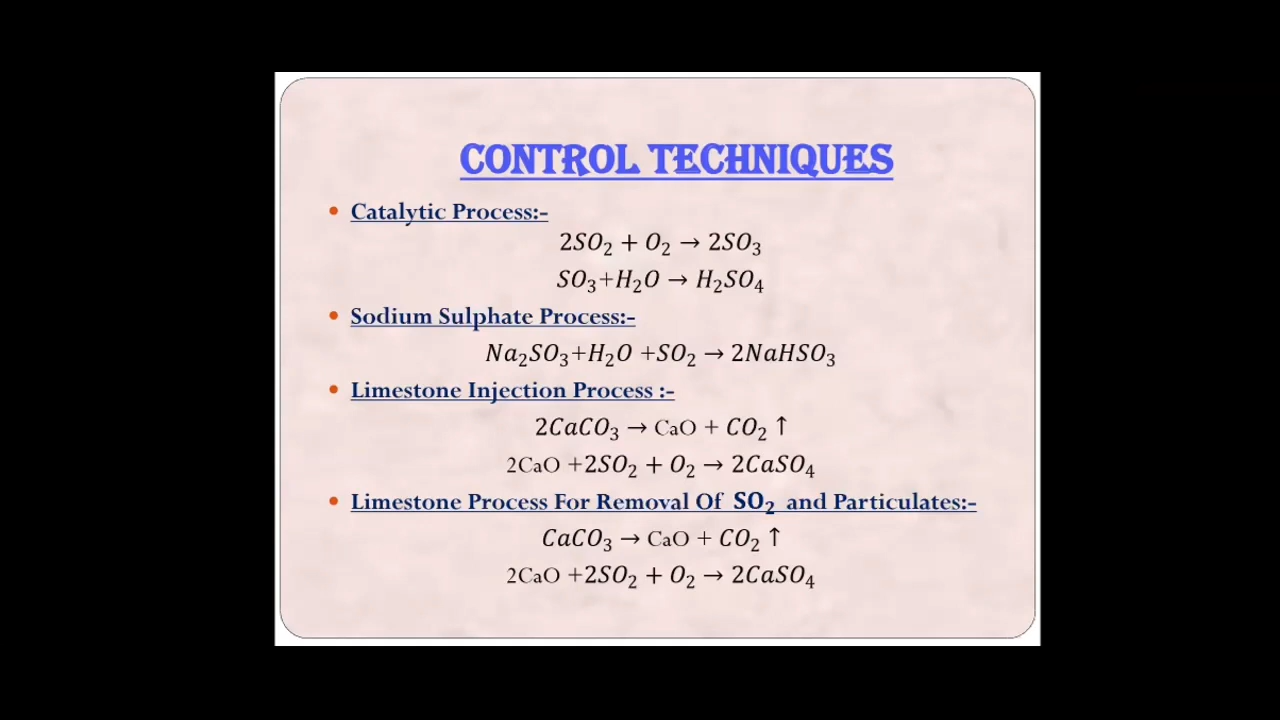 CONTROL TECHNIQUES
• Catalytic Process:-
2SO₂ + O₂ → 2SO₃
SO₃+H₂O → H₂SO₄
• Sodium Sulphate Process:-
Na₂SO₃+H₂O +SO₂ → 2NaHSO₃
• Limestone Injection Process :-
2CaCO₃ → CaO + CO₂ ↑
2CaO +2SO₂ + O₂ → 2CaSO₄
• Limestone Process For Removal Of SO₂ and Particulates:-
CaCO₃ → CaO + CO₂ ↑
2CaO +2SO₂ + O₂ → 2CaSO₄